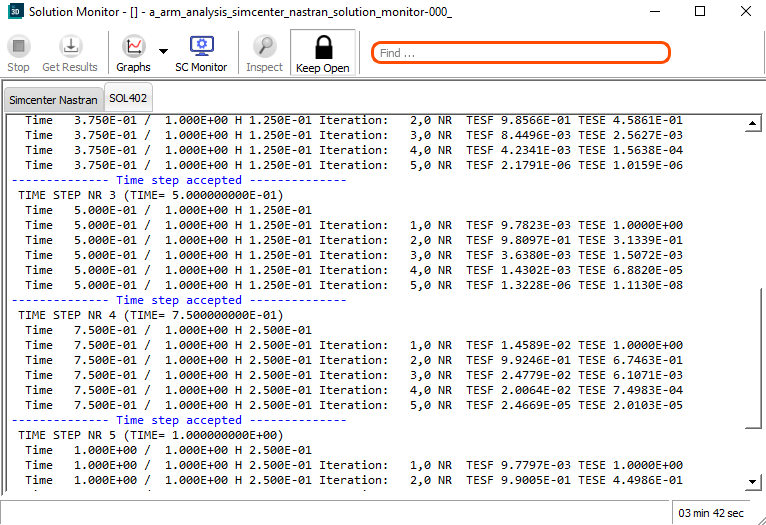 3D Solution Monitor - [] - a_arm_analysis_simcenter_nastran_solution_monitor-000_
Stop Get Results Graphs SC Monitor Inspect Keep Open Find ...
Simcenter Nastran SOL402
Time 3.750E-01 / 1.000E+00 H 1.250E-01 Iteration: 2,0 NR TESF 9.8566E-01 TESE 4.5861E-01
Time 3.750E-01 / 1.000E+00 H 1.250E-01 Iteration: 3,0 NR TESF 8.4496E-03 TESE 2.5627E-03
Time 3.750E-01 / 1.000E+00 H 1.250E-01 Iteration: 4,0 NR TESF 4.2341E-03 TESE 1.5638E-04
Time 3.750E-01 / 1.000E+00 H 1.250E-01 Iteration: 5,0 NR TESF 2.1791E-06 TESE 1.0159E-06
-------------- Time step accepted --------------
TIME STEP NR 3 (TIME= 5.000000000E-01)
Time 5.000E-01 / 1.000E+00 H 1.250E-01
Time 5.000E-01 / 1.000E+00 H 1.250E-01 Iteration: 1,0 NR TESF 9.7823E-03 TESE 1.0000E+00
Time 5.000E-01 / 1.000E+00 H 1.250E-01 Iteration: 2,0 NR TESF 9.8097E-01 TESE 3.1339E-01
Time 5.000E-01 / 1.000E+00 H 1.250E-01 Iteration: 3,0 NR TESF 3.6380E-03 TESE 1.5072E-03
Time 5.000E-01 / 1.000E+00 H 1.250E-01 Iteration: 4,0 NR TESF 1.4302E-03 TESE 6.8820E-05
Time 5.000E-01 / 1.000E+00 H 1.250E-01 Iteration: 5,0 NR TESF 1.3228E-06 TESE 1.1130E-08
-------------- Time step accepted --------------
TIME STEP NR 4 (TIME= 7.500000000E-01)
Time 7.500E-01 / 1.000E+00 H 2.500E-01
Time 7.500E-01 / 1.000E+00 H 2.500E-01 Iteration: 1,0 NR TESF 1.4589E-02 TESE 1.0000E+00
Time 7.500E-01 / 1.000E+00 H 2.500E-01 Iteration: 2,0 NR TESF 9.9246E-01 TESE 6.7463E-01
Time 7.500E-01 / 1.000E+00 H 2.500E-01 Iteration: 3,0 NR TESF 2.4779E-02 TESE 6.1071E-03
Time 7.500E-01 / 1.000E+00 H 2.500E-01 Iteration: 4,0 NR TESF 2.0064E-02 TESE 7.4983E-04
Time 7.500E-01 / 1.000E+00 H 2.500E-01 Iteration: 5,0 NR TESF 2.4669E-05 TESE 2.0103E-05
-------------- Time step accepted --------------
TIME STEP NR 5 (TIME= 1.000000000E+00)
Time 1.000E+00 / 1.000E+00 H 2.500E-01
Time 1.000E+00 / 1.000E+00 H 2.500E-01 Iteration: 1,0 NR TESF 9.7797E-03 TESE 1.0000E+00
Time 1.000E+00 / 1.000E+00 H 2.500E-01 Iteration: 2,0 NR TESF 9.9005E-01 TESE 4.4986E-01
03 min 42 sec